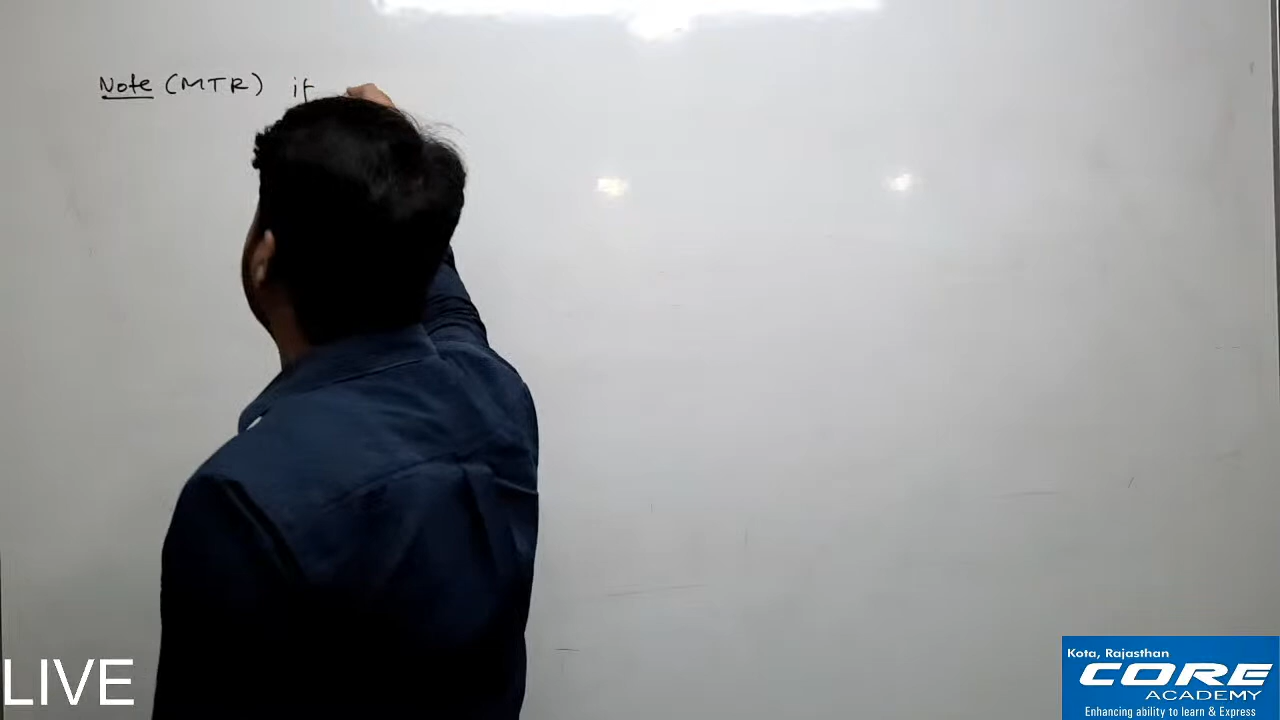 Note (MTR) if
LIVE
Kota, Rajasthan
CORE
ACADEMY
Enhancing ability to learn & Express